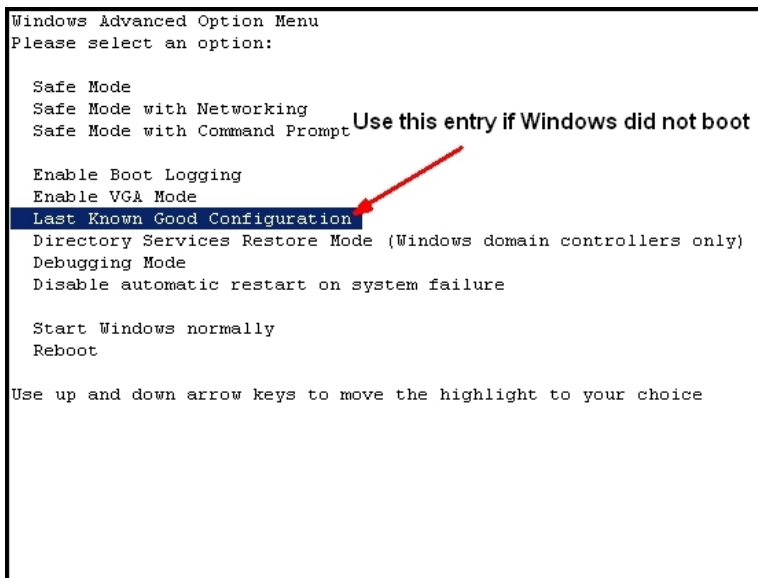 Windows Advanced Option Menu
Please select an option:
Safe Mode
Safe Mode with Networking
Safe Mode with Command Prompt
Use this entry if Windows did not boot
Enable Boot Logging
Enable VGA Mode
Last Known Good Configuration
Directory Services Restore Mode (Windows domain controllers only)
Debugging Mode
Disable automatic restart on system failure
Start Windows normally
Reboot
Use up and down arrow keys to move the highlight to your choice